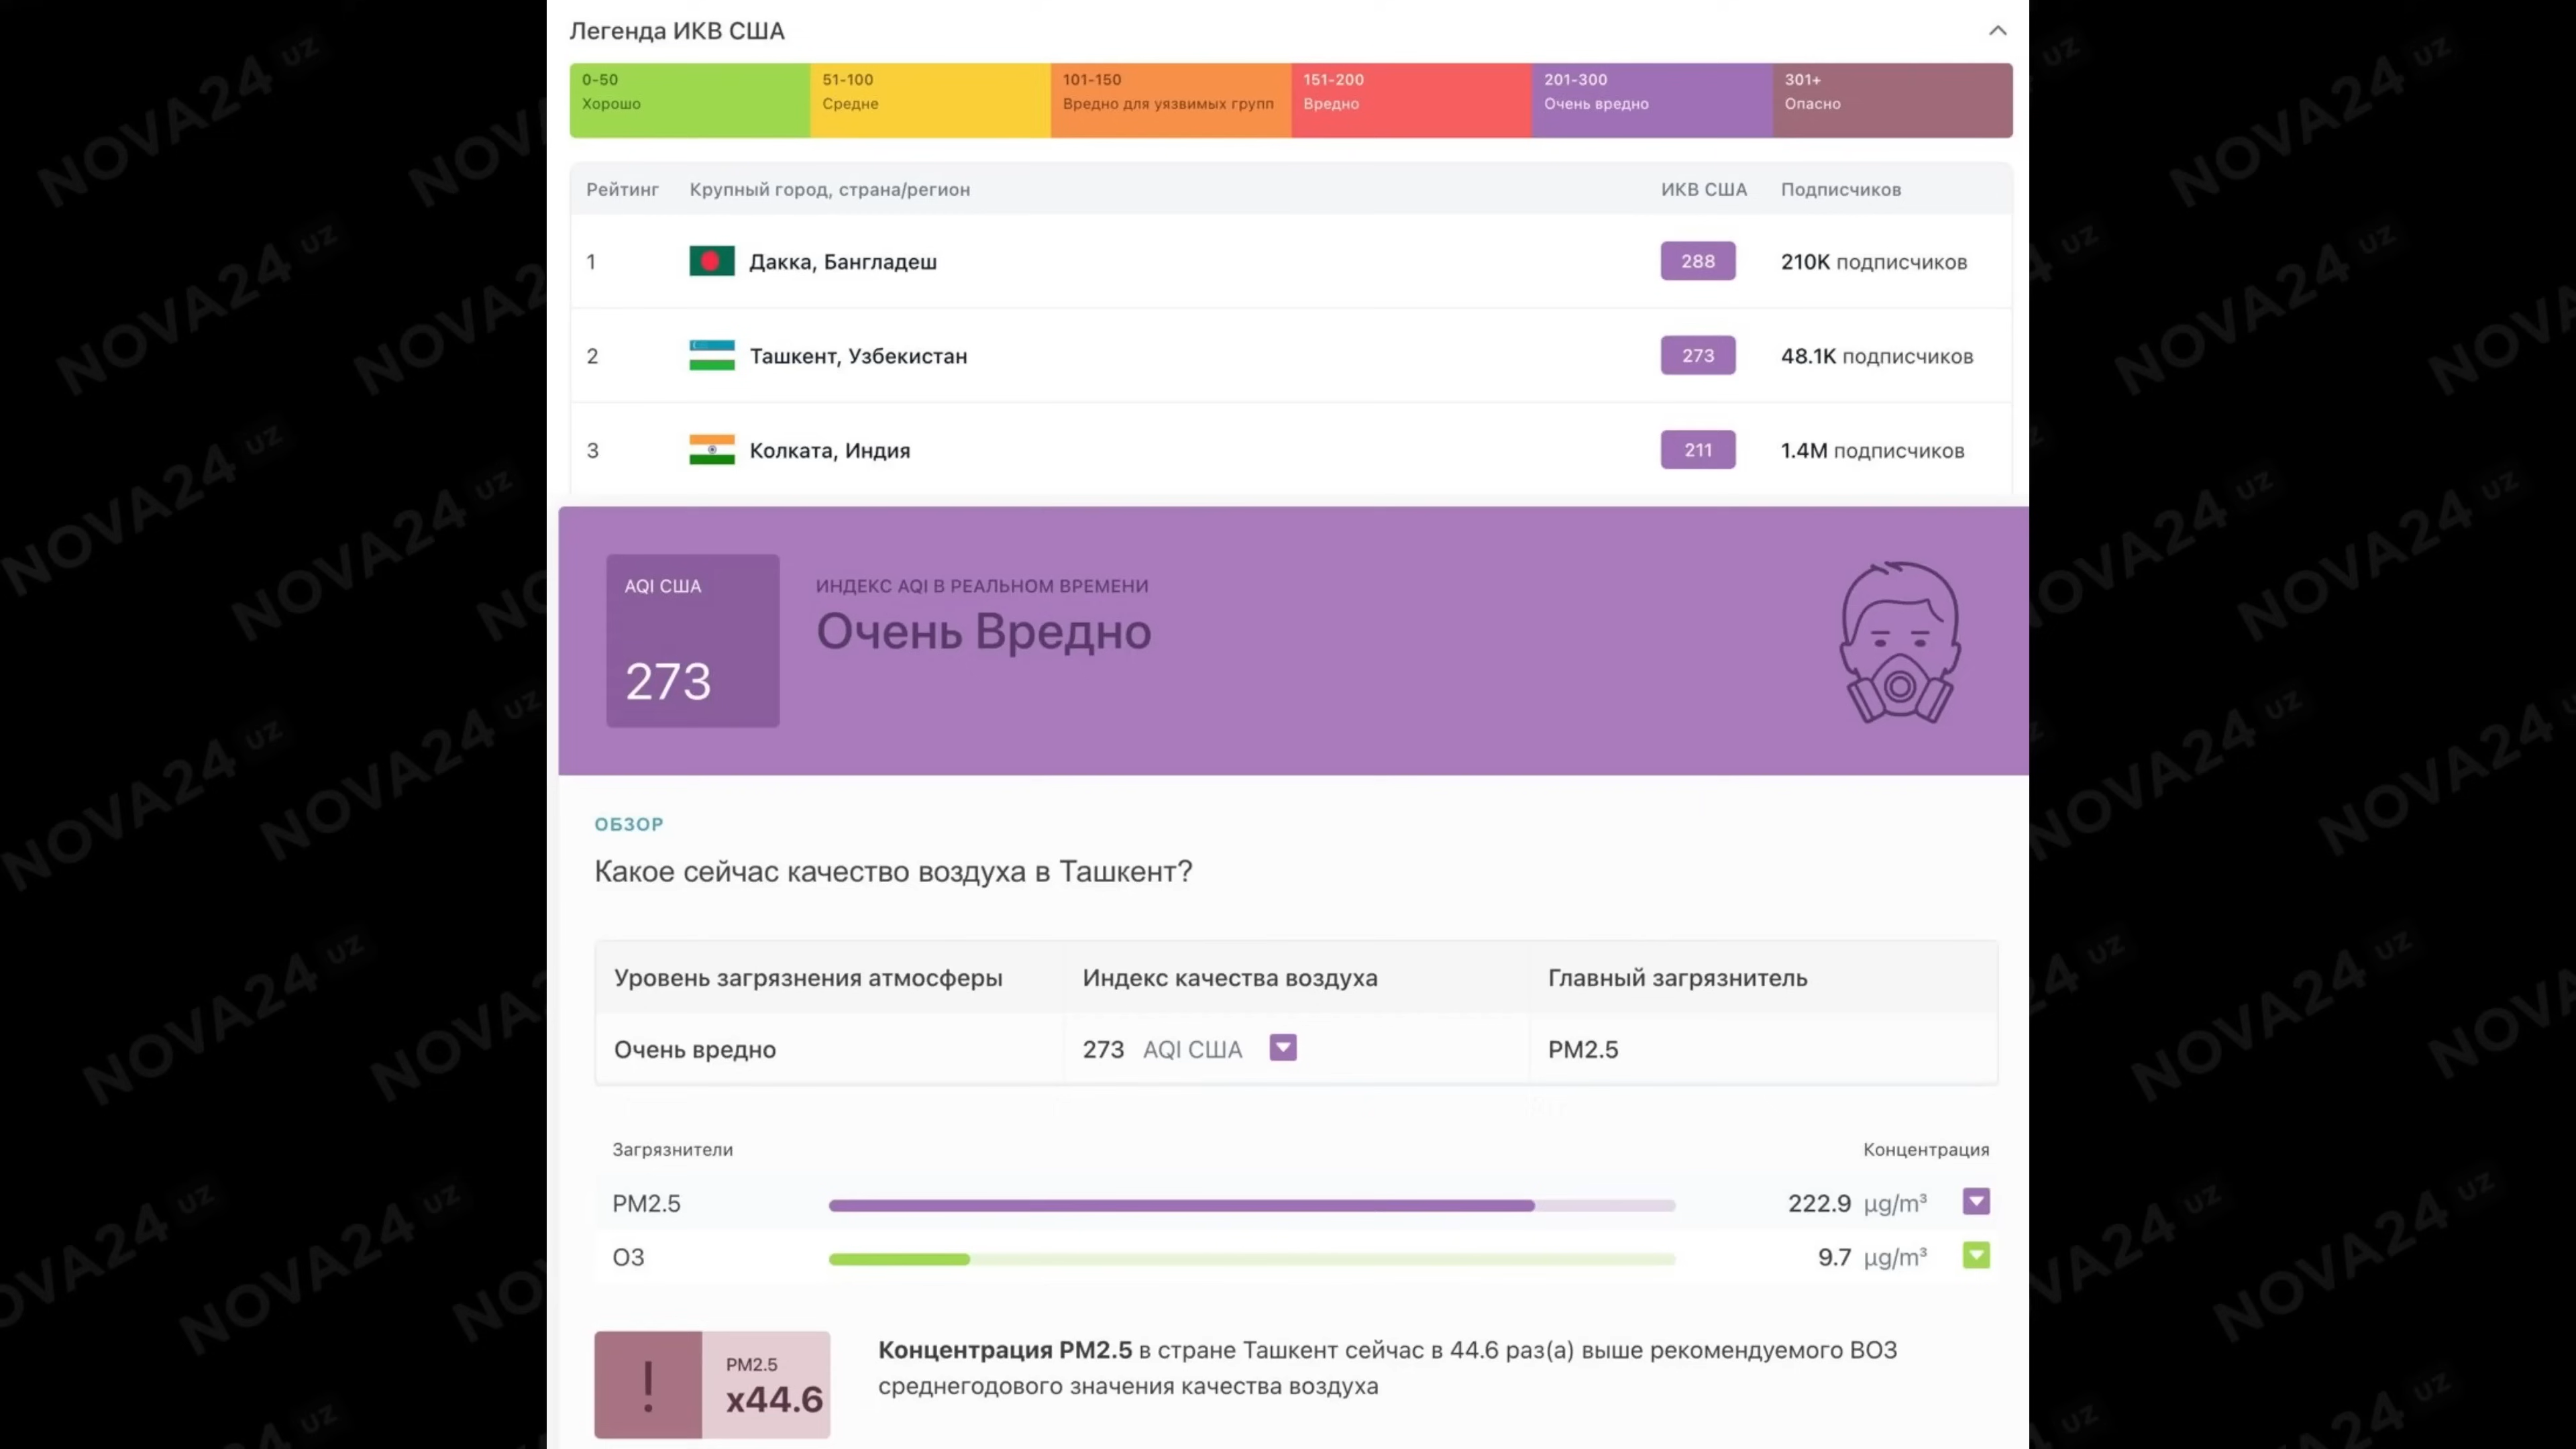 Легенда ИКВ США
0-50
Хорошо
51-100
Средне
101-150
Вредно для уязвимых групп
151-200
Вредно
201-300
Очень вредно
301+
Опасно
Рейтинг Крупный город, страна/регион ИКВ США Подписчиков
1 Дакка, Бангладеш 288 210K подписчиков
2 Ташкент, Узбекистан 273 48.1K подписчиков
3 Колката, Индия 211 1.4M подписчиков
AQI США
273
ИНДЕКС AQI В РЕАЛЬНОМ ВРЕМЕНИ
Очень Вредно
ОБЗОР
Какое сейчас качество воздуха в Ташкент?
Уровень загрязнения атмосферы Индекс качества воздуха Главный загрязнитель
Очень вредно 273 AQI США PM2.5
Загрязнители Концентрация
PM2.5 222.9 µg/m³
O3 9.7 µg/m³
!
PM2.5
x44.6
Концентрация PM2.5 в стране Ташкент сейчас в 44.6 раз(а) выше рекомендуемого ВОЗ
среднегодового значения качества воздуха
NOVA24 UZ